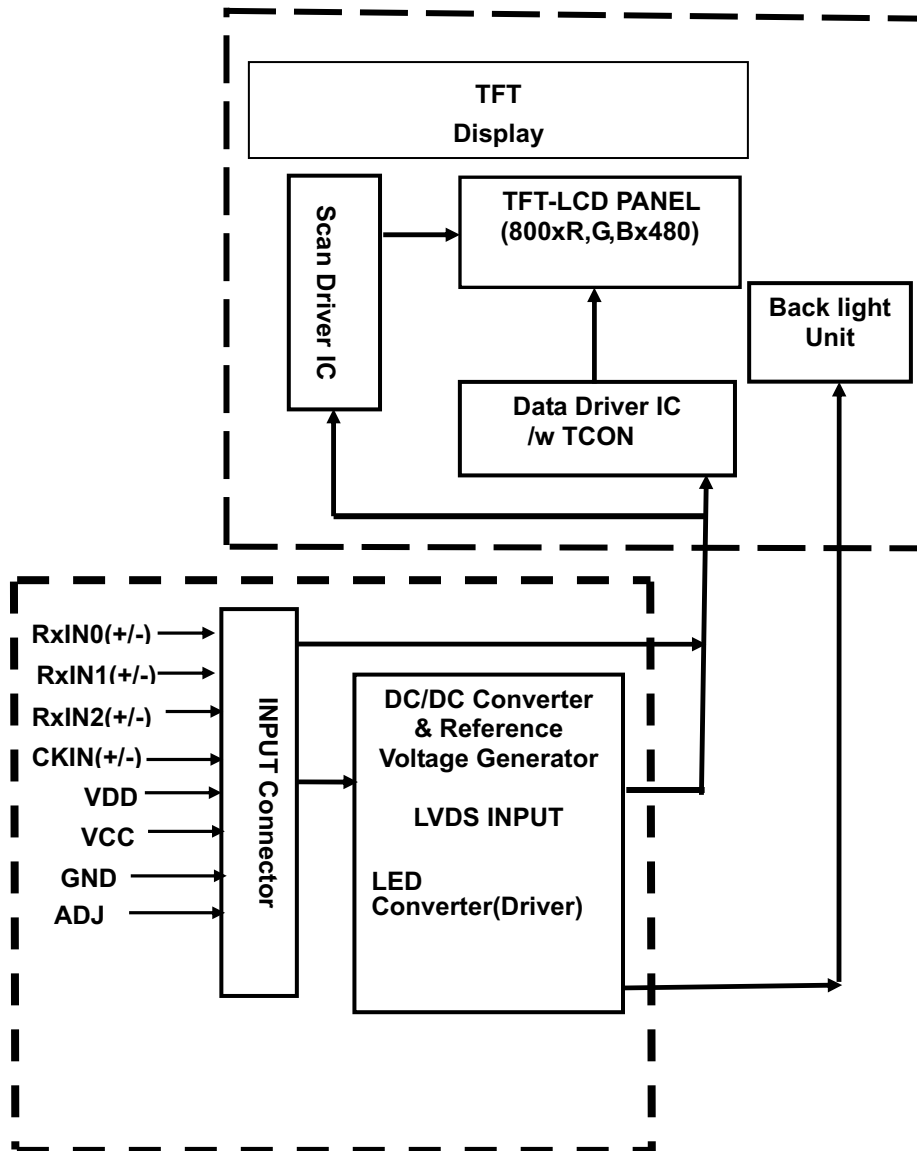 TFT
Display
Scan Driver IC
TFT-LCD PANEL
(800xR,G,Bx480)
Back light
Unit
Data Driver IC
/w TCON
RxIN0(+/-)
RxIN1(+/-)
RxIN2(+/-)
CKIN(+/-)
VDD
VCC
GND
ADJ
INPUT Connector
DC/DC Converter
& Reference
Voltage Generator
LVDS INPUT
LED
Converter(Driver)